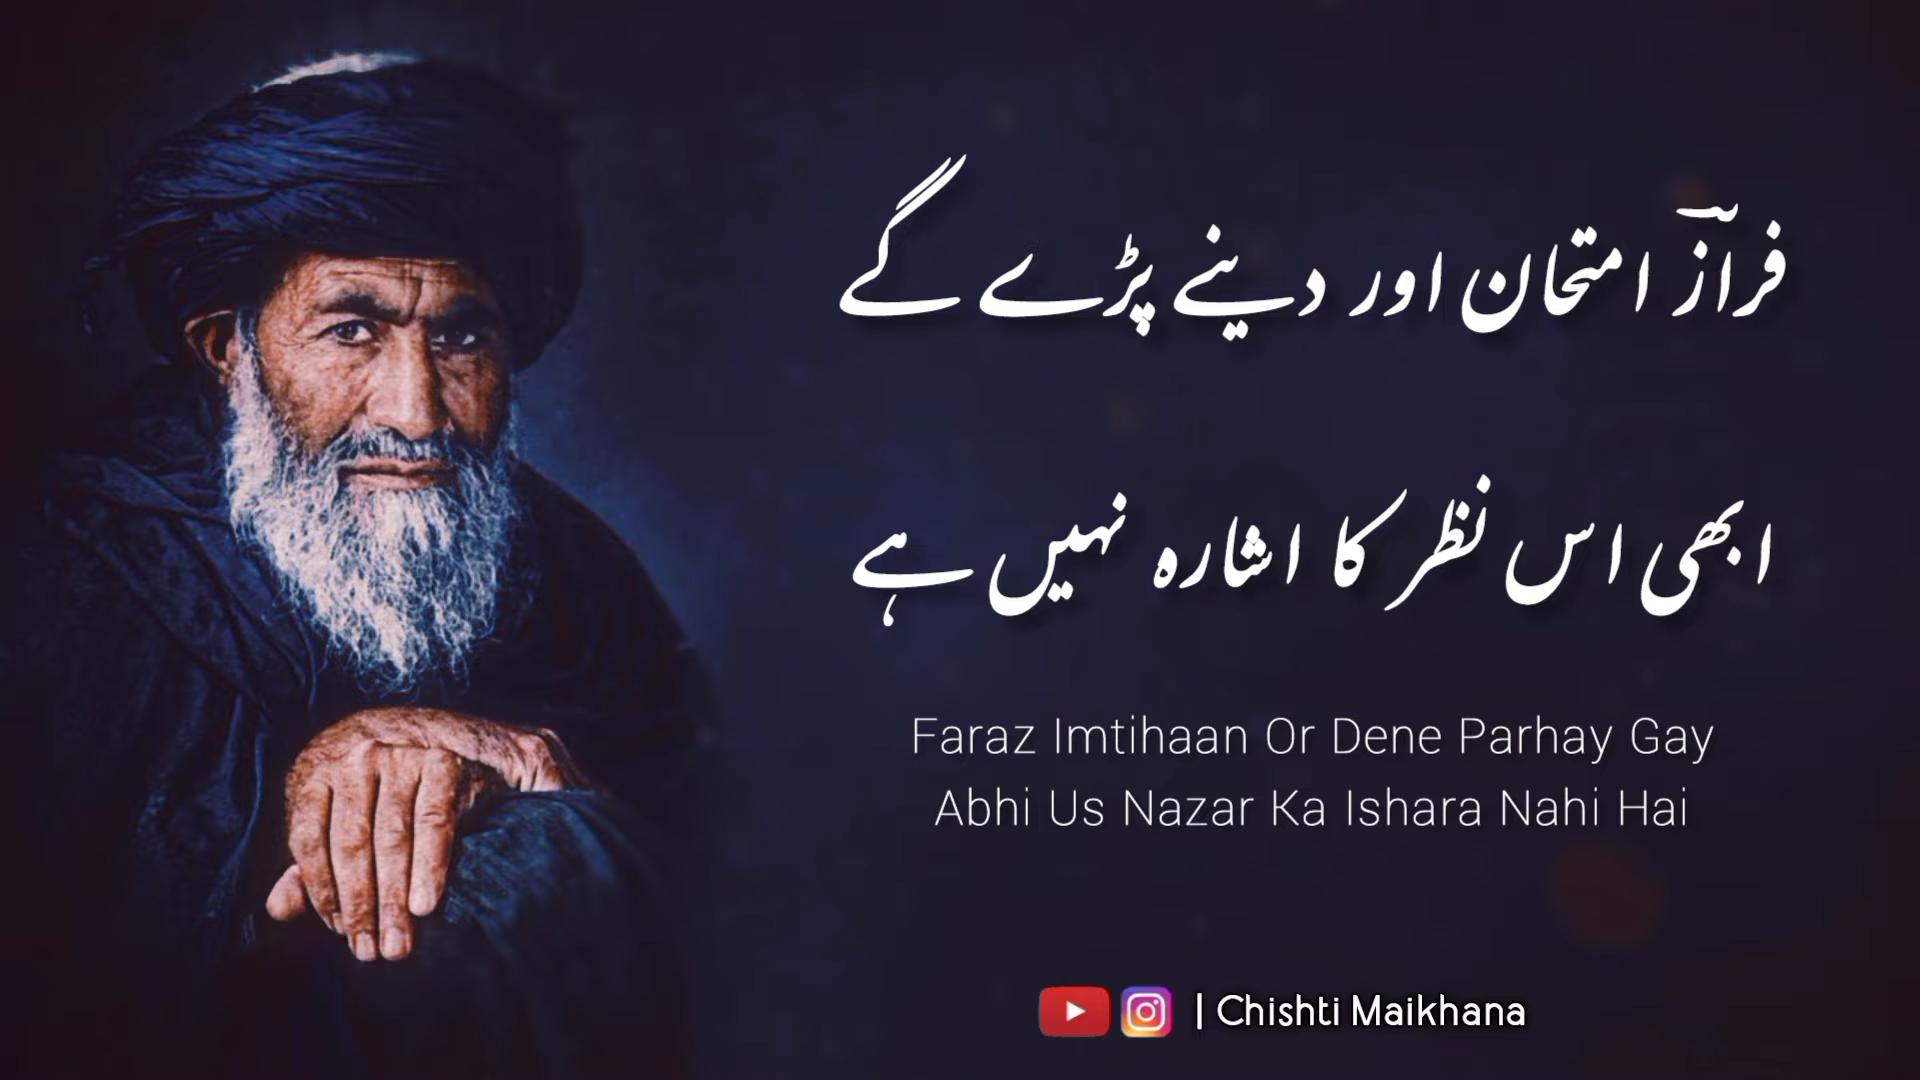 فرازؔ امتحان اور دینے پڑے گے
ابھی اس نظر کا اشارہ نہیں ہے
Faraz Imtihaan Or Dene Parhay Gay
Abhi Us Nazar Ka Ishara Nahi Hai
| Chishti Maikhana